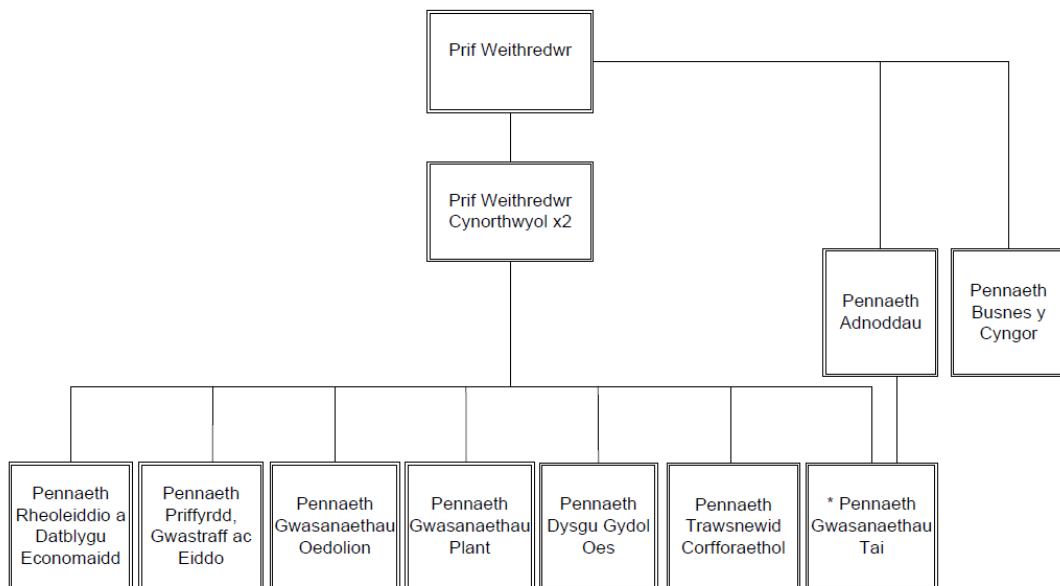 Prif Weithredwr
Prif Weithredwr
Cynorthwyol x2
Pennaeth
Adnoddau
Pennaeth
Busnes y
Cyngor
Pennaeth
Rheoleiddio a
Datblygu
Economaidd
Pennaeth
Priffyrdd,
Gwastraff ac
Eiddo
Pennaeth
Gwasanaethau
Oedolion
Pennaeth
Gwasanaethau
Plant
Pennaeth
Dysgu Gydol
Oes
Pennaeth
Trawsnewid
Corfforaethol
* Pennaeth
Gwasanaethau
Tai